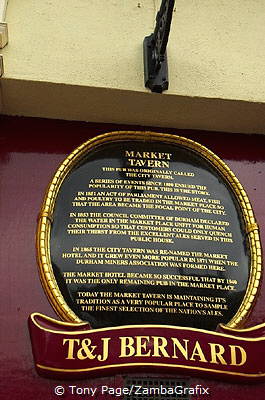 MARKET
TAVERN
THIS PUB WAS ORIGINALLY CALLED
THE CITY TAVERN.
A SERIES OF EVENTS SINCE 1800 ENSUED THE
POPULARITY OF THIS PUB. THIS IS THE STORY.
IN 1851 AN ACT OF PARLIAMENT ALLOWED MEAT, FISH
AND POULTRY TO BE TRADED IN THE MARKET PLACE SO
THAT THE AREA BECAME THE FOCAL POINT OF THE CITY.
IN 1853 THE COUNCIL COMMITTEE OF DURHAM DECLARED
THE WATER IN THE MARKET PLACE UNFIT FOR HUMAN
CONSUMPTION SO THAT CUSTOMERS COULD ONLY QUENCH
THEIR THIRST FROM THE EXCELLENT ALES SERVED IN THIS
PUBLIC HOUSE.
IN 1868 THE CITY TAVERN WAS RE-NAMED THE MARKET
HOTEL AND IT GREW EVEN MORE POPULAR IN 1871 WHEN THE
DURHAM MINERS ASSOCIATION WAS FORMED HERE.
THE MARKET HOTEL BECAME SO SUCCESSFUL THAT BY 1940
IT WAS THE ONLY REMAINING PUB IN THE MARKET PLACE.
TODAY THE MARKET TAVERN IS MAINTAINING IT'S
TRADITION AS A VERY POPULAR PLACE TO SAMPLE
THE FINEST SELECTION OF THE NATION'S ALES.
T&J BERNARD
© Tony Page/ZambaGrafix